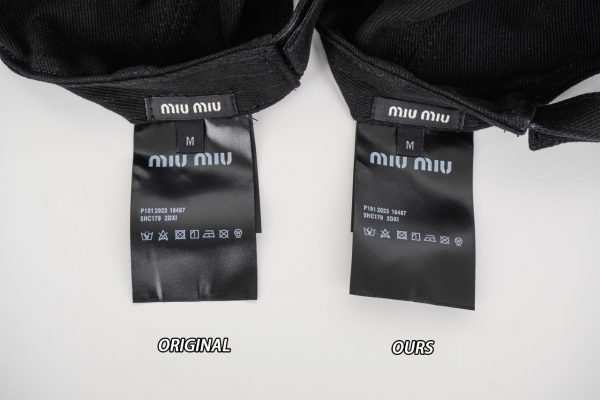 miu miu
M
miu miu
P101 2023 18487
5HC179 2DXI
ORIGINAL
miu miu
M
miu miu
P101 2023 18487
5HC179 2DXI
OURS